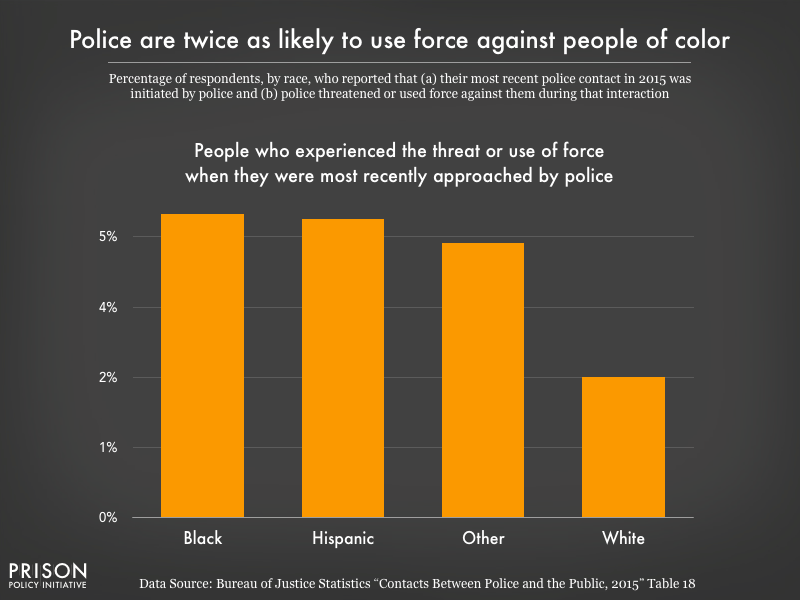 Police are twice as likely to use force against people of color
Percentage of respondents, by race, who reported that (a) their most recent police contact in 2015 was
initiated by police and (b) police threatened or used force against them during that interaction
People who experienced the threat or use of force
when they were most recently approached by police
5%
4%
2%
1%
0%
Black Hispanic Other White
PRISON
POLICY INITIATIVE
Data Source: Bureau of Justice Statistics “Contacts Between Police and the Public, 2015” Table 18